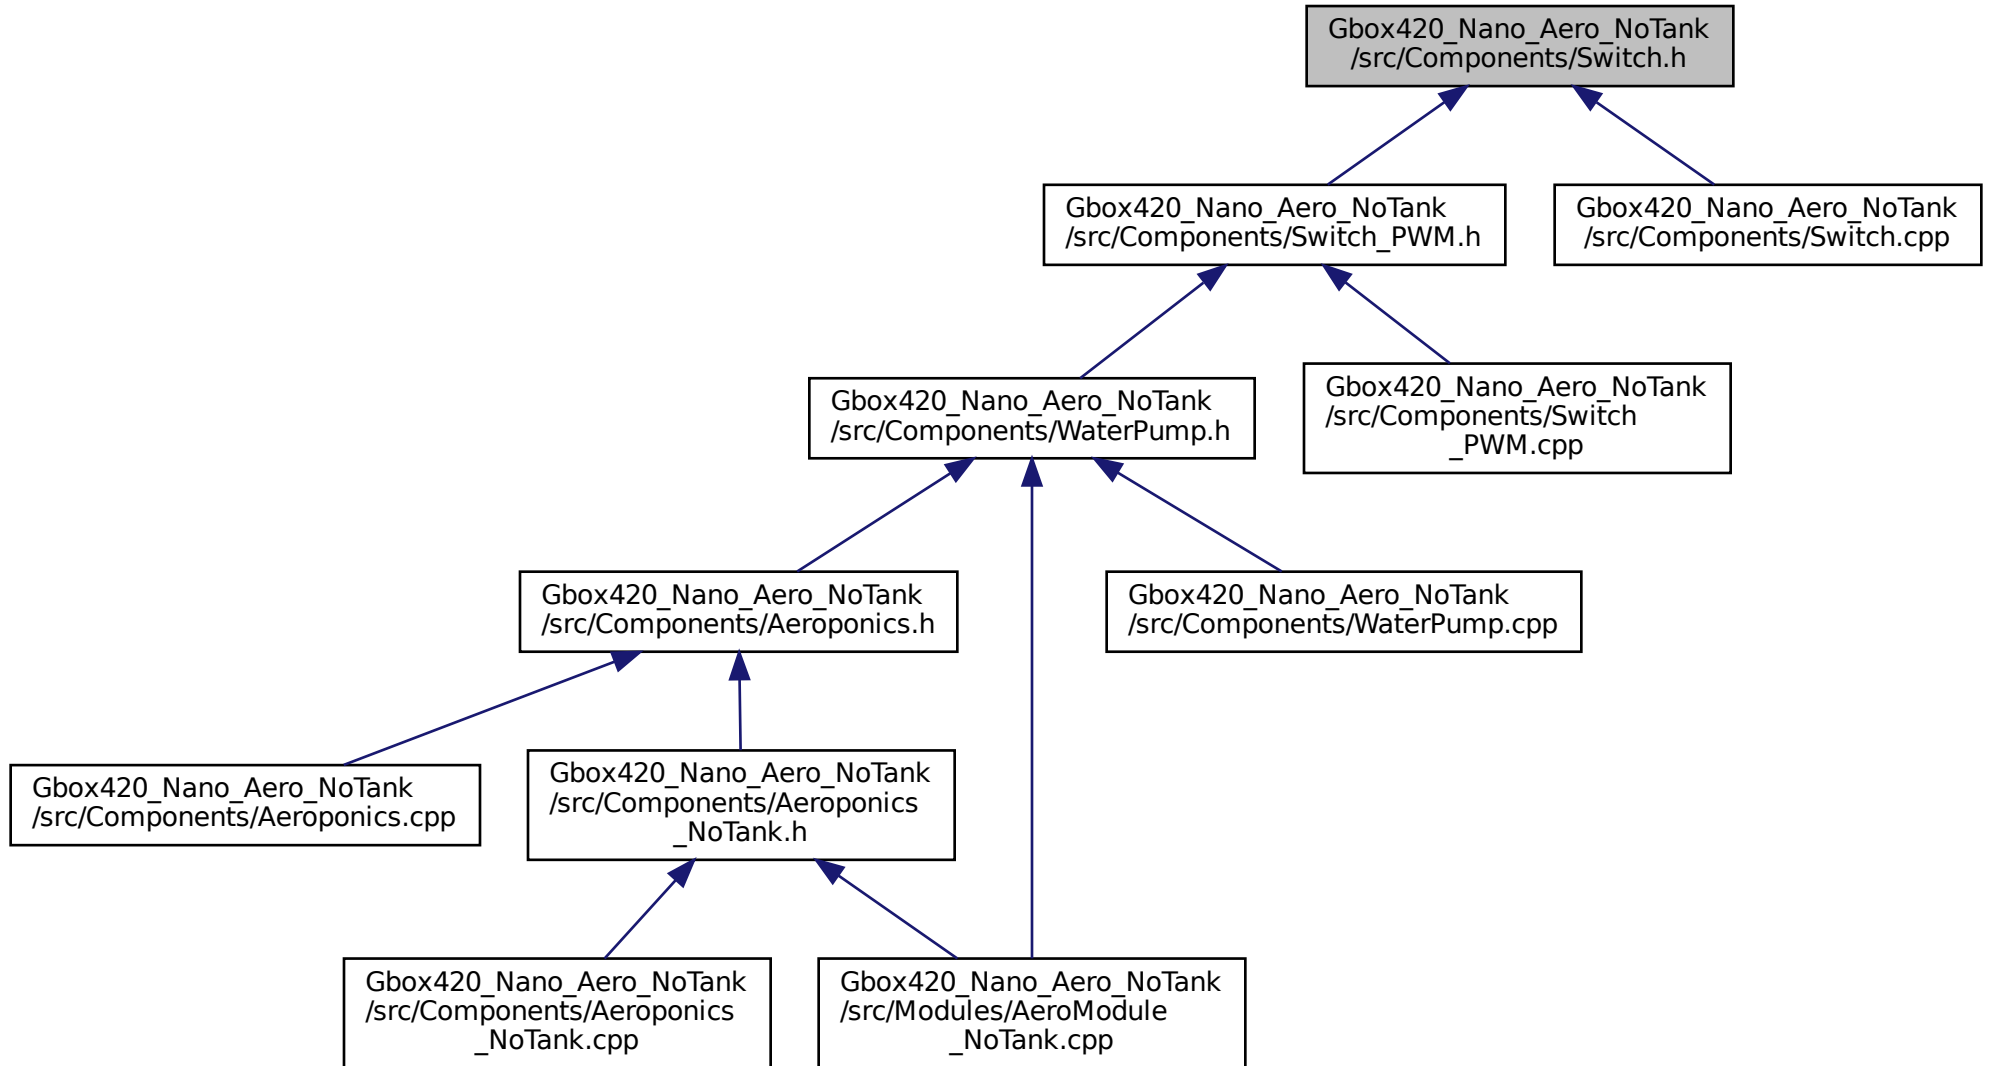 Gbox420_Nano_Aero_NoTank
/src/Components/Switch.h
Gbox420_Nano_Aero_NoTank
/src/Components/Switch_PWM.h
Gbox420_Nano_Aero_NoTank
/src/Components/Switch.cpp
Gbox420_Nano_Aero_NoTank
/src/Components/WaterPump.h
Gbox420_Nano_Aero_NoTank
/src/Components/Switch
_PWM.cpp
Gbox420_Nano_Aero_NoTank
/src/Components/Aeroponics.h
Gbox420_Nano_Aero_NoTank
/src/Components/WaterPump.cpp
Gbox420_Nano_Aero_NoTank
/src/Components/Aeroponics.cpp
Gbox420_Nano_Aero_NoTank
/src/Components/Aeroponics
_NoTank.h
Gbox420_Nano_Aero_NoTank
/src/Components/Aeroponics
_NoTank.cpp
Gbox420_Nano_Aero_NoTank
/src/Modules/AeroModule
_NoTank.cpp